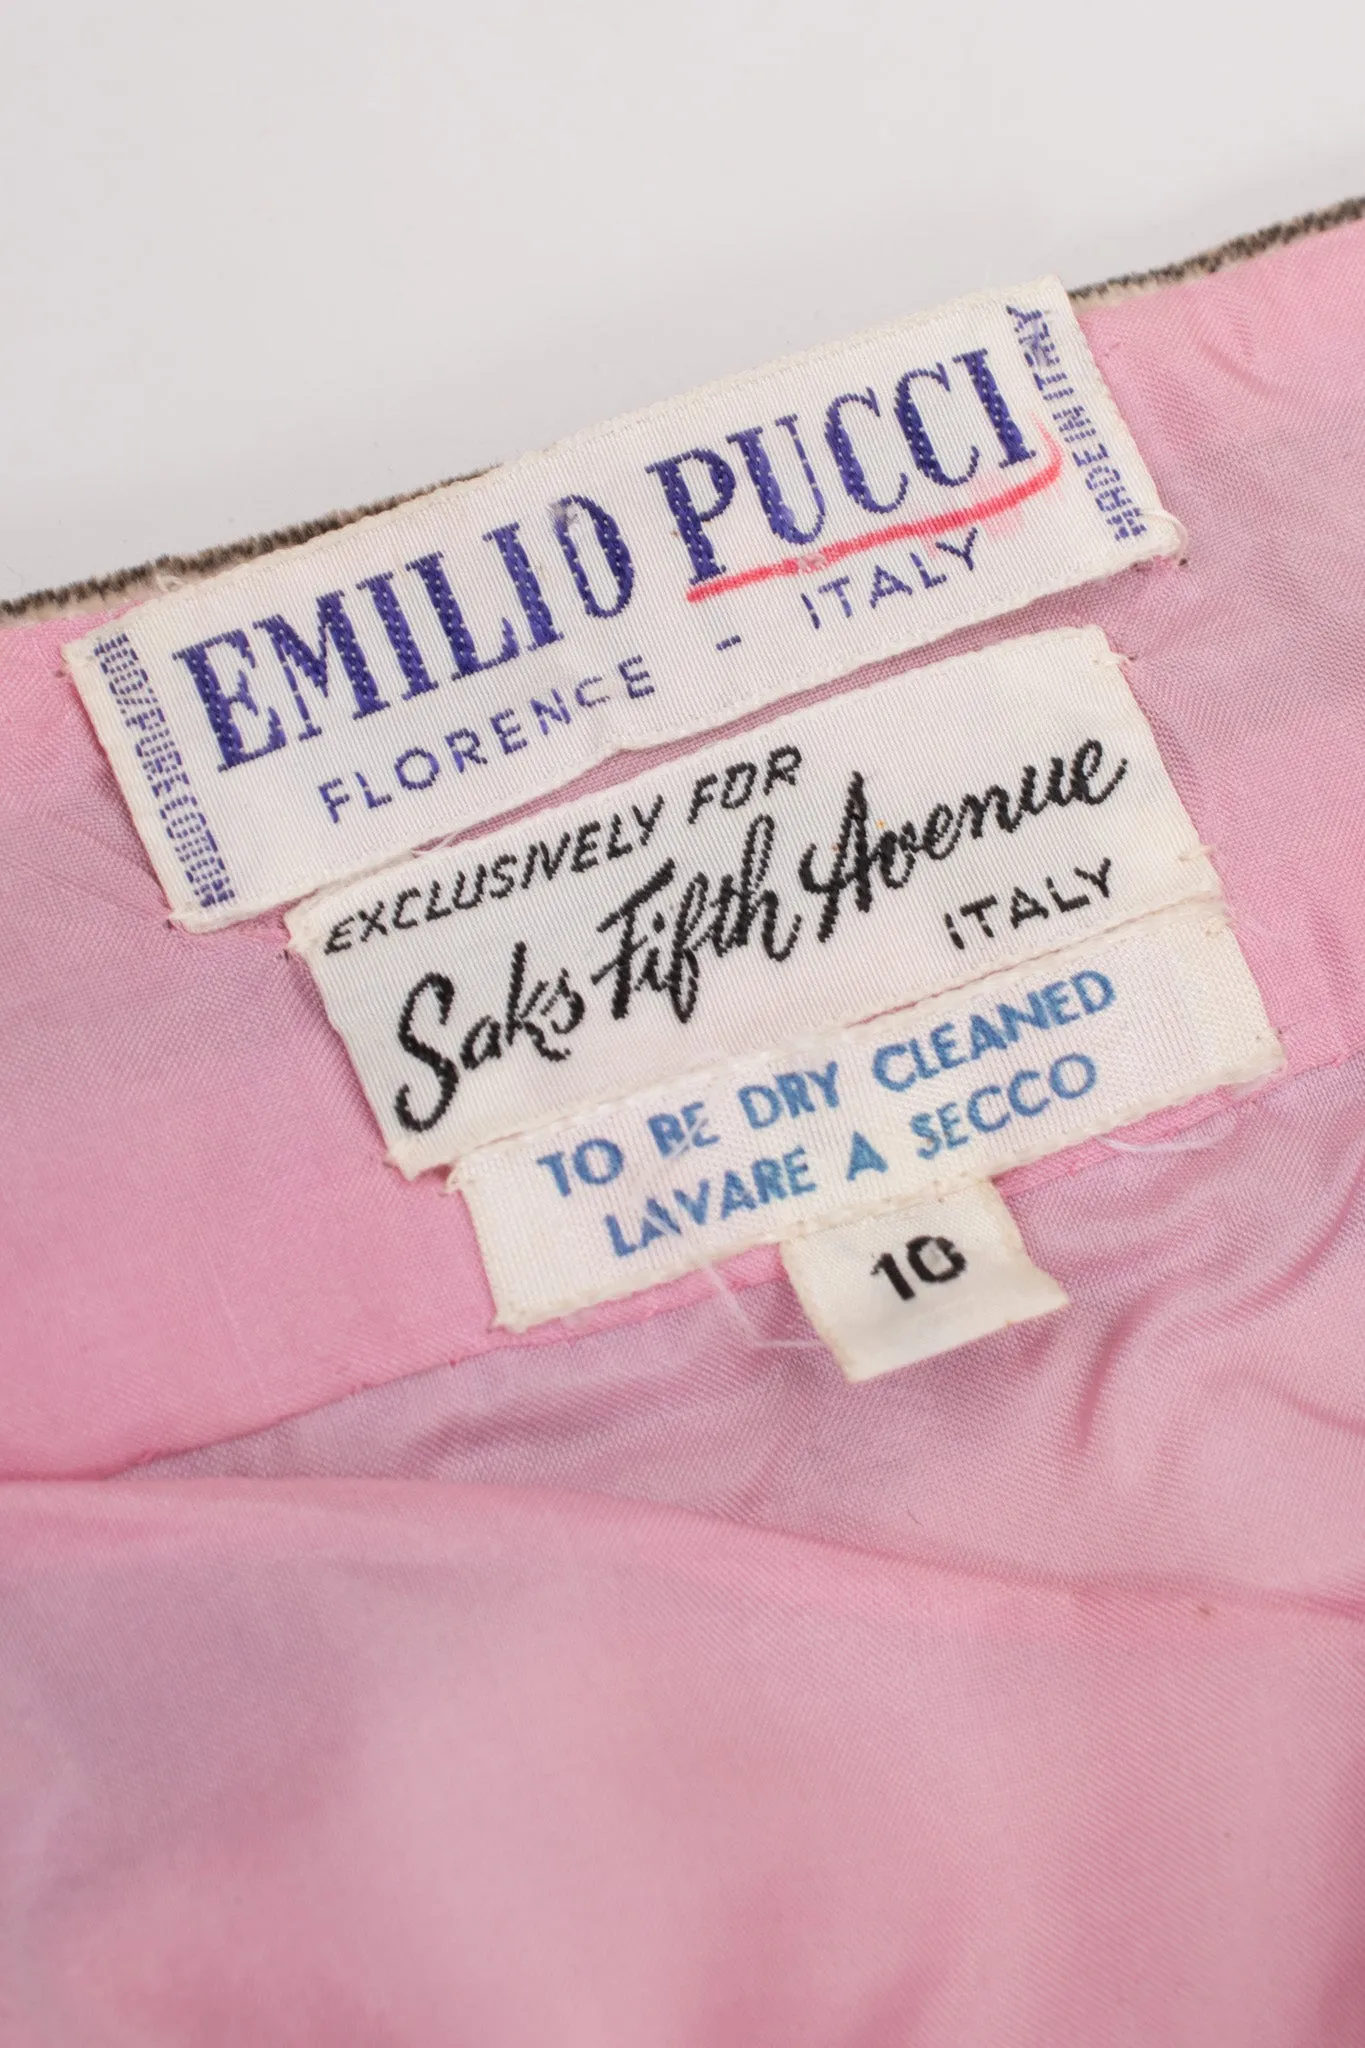 EMILIO PUCCI
FLORENCE - ITALY
MADE IN ITALY
100/PURE COTTON
EXCLUSIVELY FOR
Saks Fifth Avenue
ITALY
TO BE DRY CLEANED
LAVARE A SECCO
10